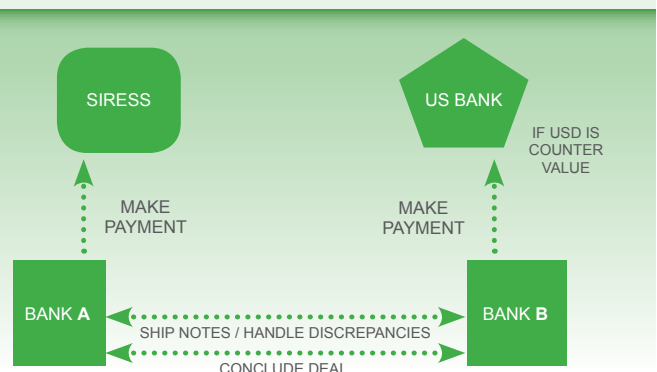 SIRESS
US BANK
IF USD IS
COUNTER
VALUE
MAKE
PAYMENT
MAKE
PAYMENT
BANK A
BANK B
SHIP NOTES / HANDLE DISCREPANCIES
CONCLUDE DEAL